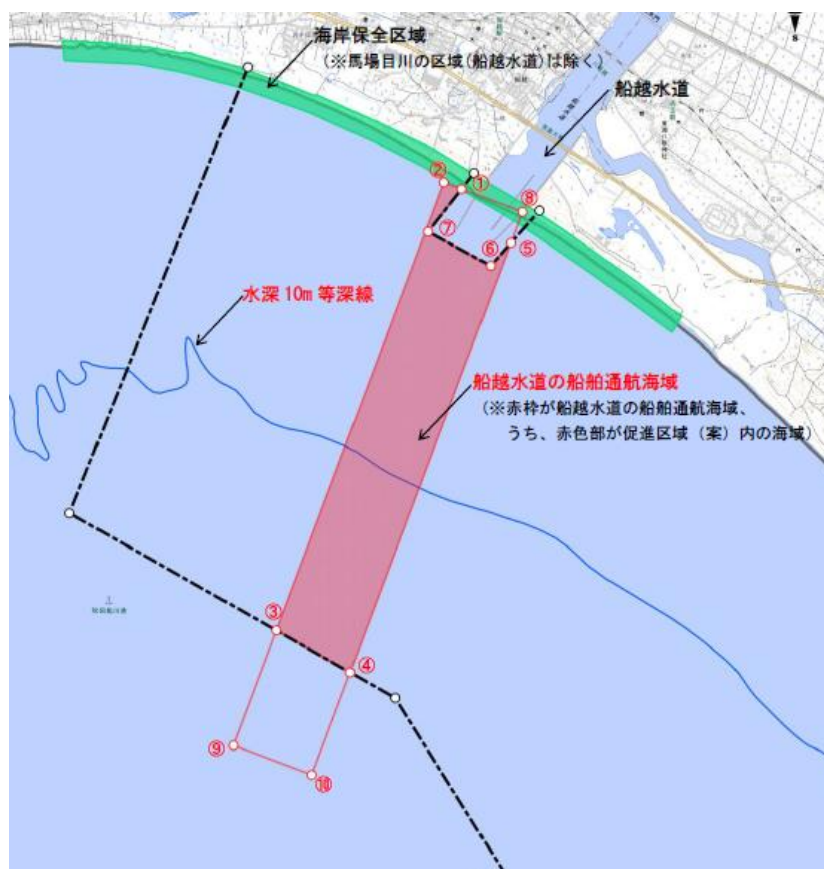 S
海岸保全区域
(※馬場目川の区域(船越水道)は除く)
船越水道
②
①
⑧
⑦
⑥
⑤
水深10m等深線
船越水道の船舶通航海域
(※赤枠が船越水道の船舶通航海域、
うち、赤色部が促進区域（案）内の海域)
③
④
⑨
⑩